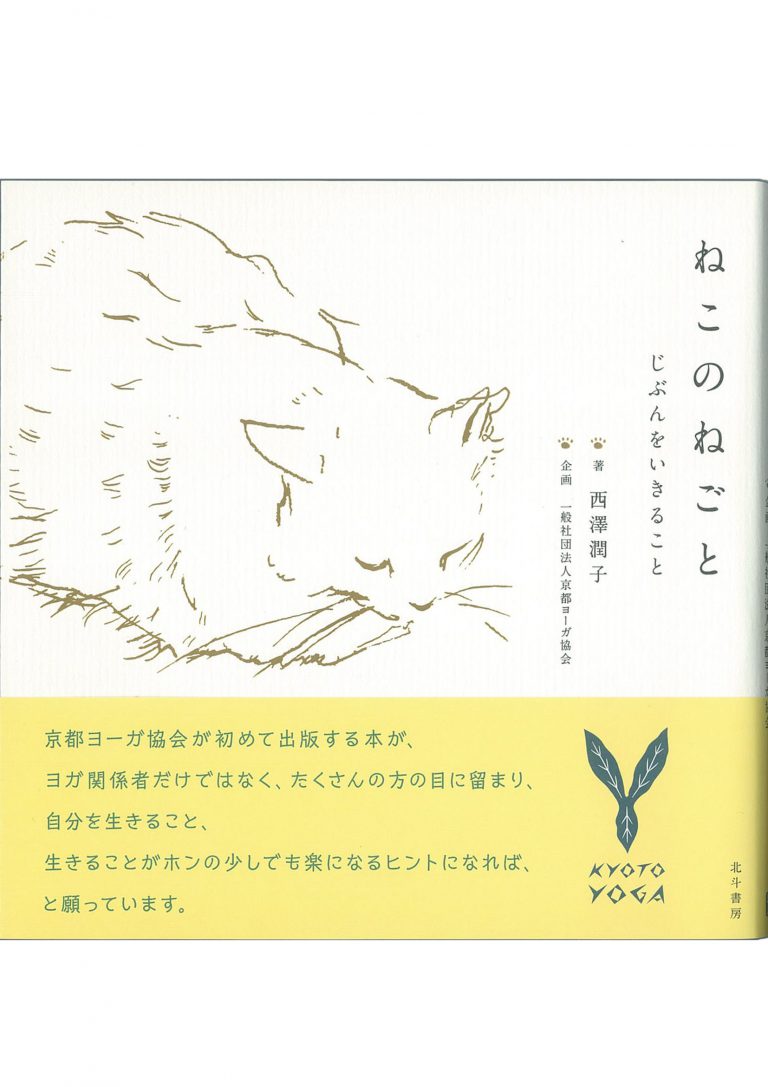 ねこのねごと
じぶんをいきること
著 西澤潤子
企画 一般社団法人京都ヨーガ協会
京都ヨーガ協会が初めて出版する本が、
ヨガ関係者だけではなく、たくさんの方の目に留まり、
自分を生きること、
生きることがホンの少しでも楽になるヒントになれば、
と願っています。
KYOTO
YOGA
北斗書房